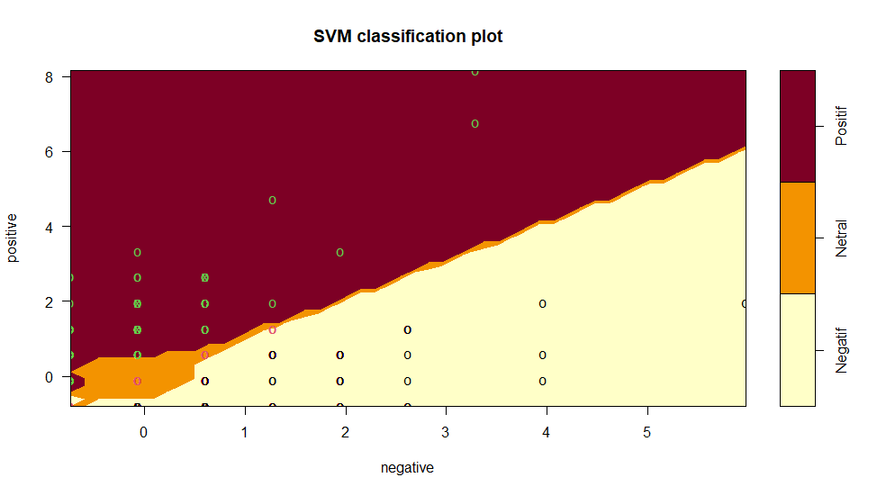 SVM classification plot
8
6
4
2
0
positive
0 1 2 3 4 5
negative
Positif
Netral
Negatif